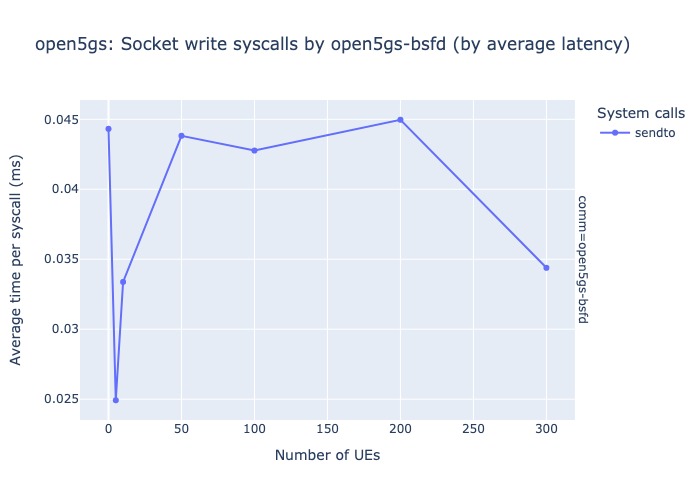 open5gs: Socket write syscalls by open5gs-bsfd (by average latency)
System calls
sendto
Average time per syscall (ms)
0.045
0.04
0.035
0.03
0.025
comm=open5gs-bsfd
0 50 100 150 200 250 300
Number of UEs